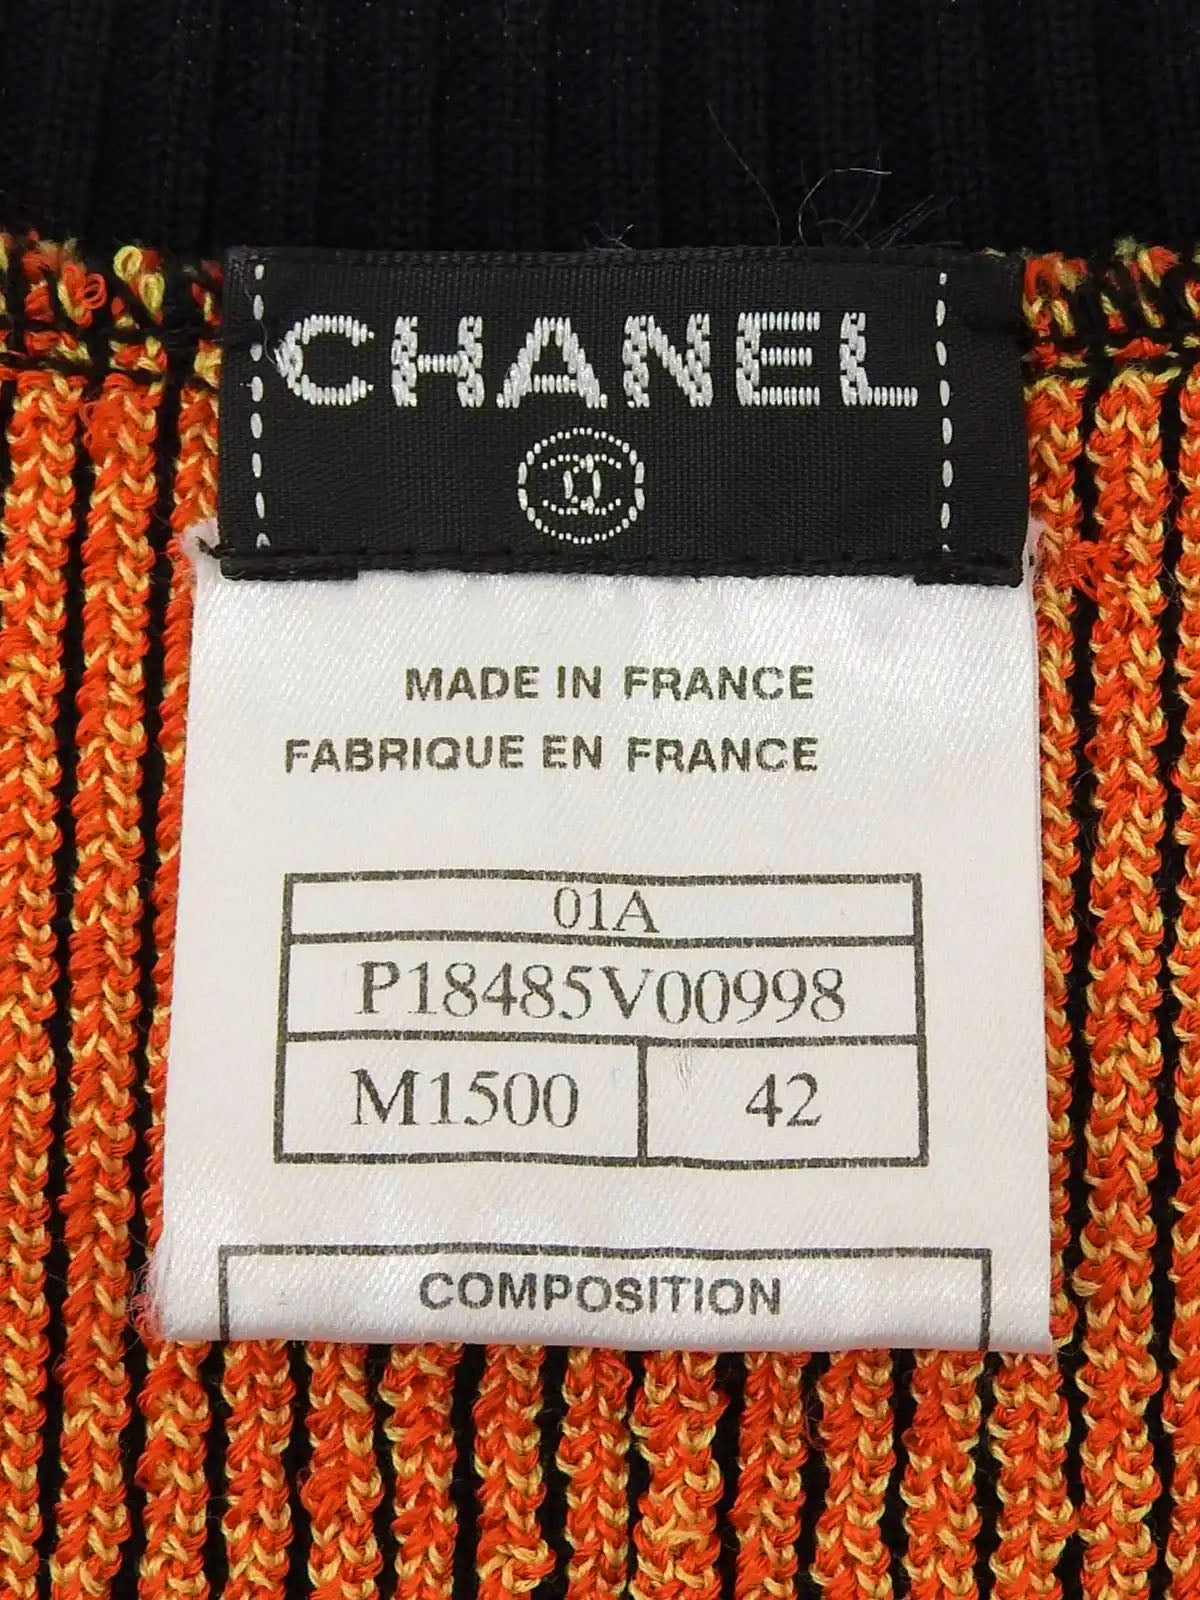 CHANEL
MADE IN FRANCE
FABRIQUE EN FRANCE
01A
P18485V00998
M1500 42
COMPOSITION